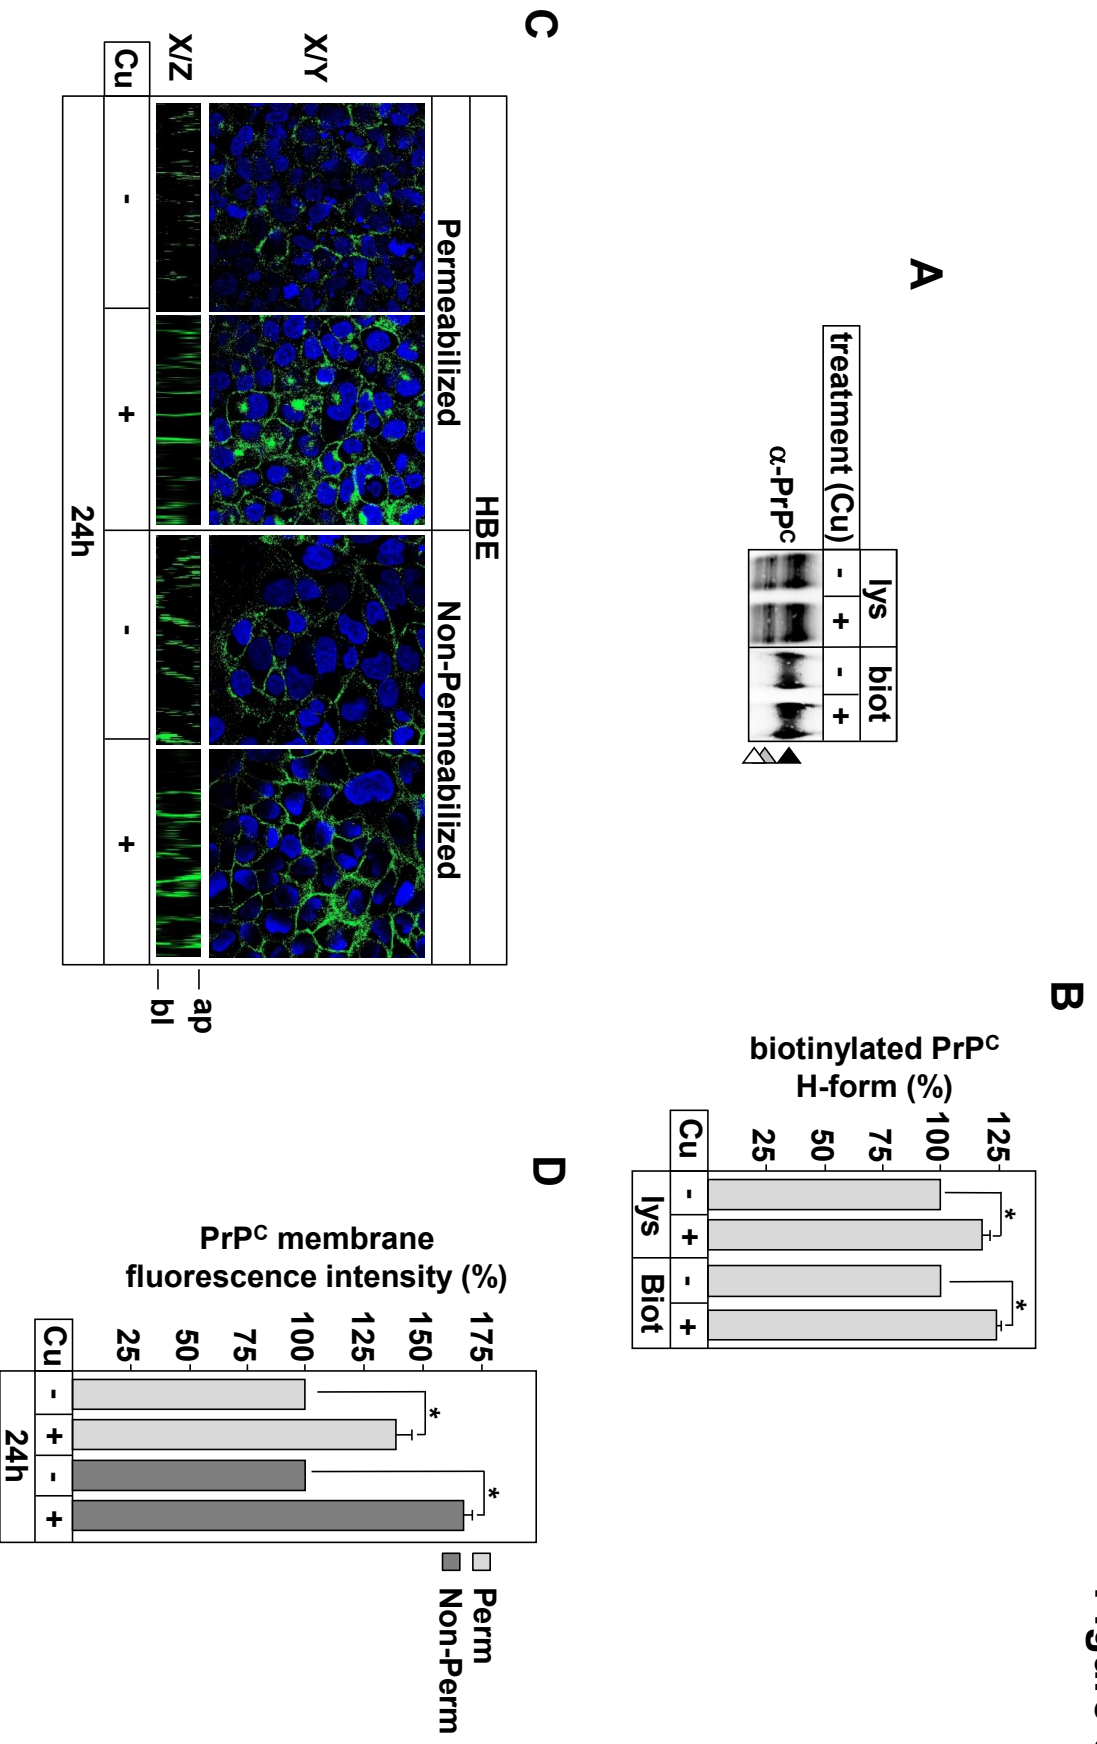 Figure
A
treatment (Cu)
lys
biot
-
+
-
+
α-PrPᶜ
B
biotinylated PrPᶜ
H-form (%)
125
100
75
50
25
*
*
Cu
-
+
-
+
lys
Biot
C
HBE
Permeabilized
Non-Permeabilized
X/Y
X/Z
ap
bl
Cu
-
+
-
+
24h
D
PrPᶜ membrane
fluorescence intensity (%)
175
150
125
100
75
50
25
*
*
Perm
Non-Perm
Cu
-
+
-
+
24h